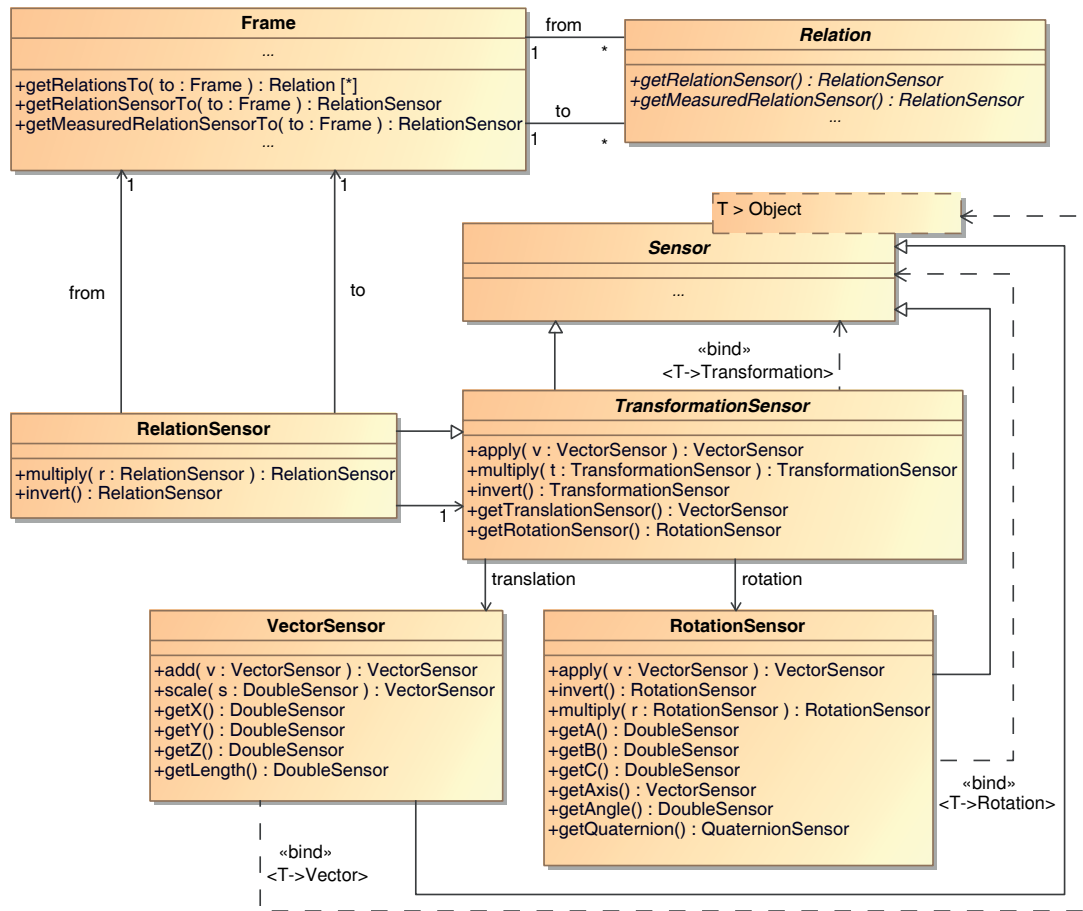 Frame
...
+getRelationsTo( to : Frame ) : Relation [*]
+getRelationSensorTo( to : Frame ) : RelationSensor
+getMeasuredRelationSensorTo( to : Frame ) : RelationSensor
...
from
1
*
to
1
*
Relation
+getRelationSensor() : RelationSensor
+getMeasuredRelationSensor() : RelationSensor
...
1
1
from
to
T > Object
Sensor
...
«bind»
<T->Transformation>
RelationSensor
+multiply( r : RelationSensor ) : RelationSensor
+invert() : RelationSensor
1
TransformationSensor
+apply( v : VectorSensor ) : VectorSensor
+multiply( t : TransformationSensor ) : TransformationSensor
+invert() : TransformationSensor
+getTranslationSensor() : VectorSensor
+getRotationSensor() : RotationSensor
translation
rotation
VectorSensor
+add( v : VectorSensor ) : VectorSensor
+scale( s : DoubleSensor ) : VectorSensor
+getX() : DoubleSensor
+getY() : DoubleSensor
+getZ() : DoubleSensor
+getLength() : DoubleSensor
RotationSensor
+apply( v : VectorSensor ) : VectorSensor
+invert() : RotationSensor
+multiply( r : RotationSensor ) : RotationSensor
+getA() : DoubleSensor
+getB() : DoubleSensor
+getC() : DoubleSensor
+getAxis() : VectorSensor
+getAngle() : DoubleSensor
+getQuaternion() : QuaternionSensor
«bind»
<T->Rotation>
«bind»
<T->Vector>